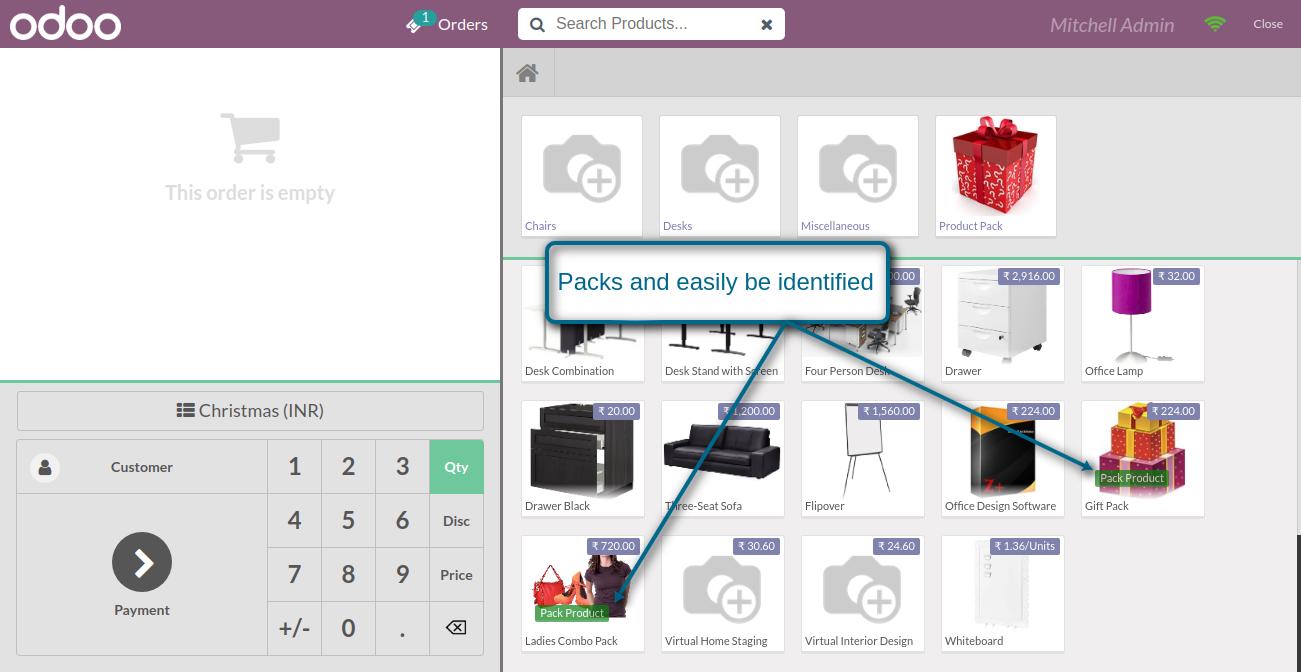 odoo
1
Orders
Search Products...
Mitchell Admin
Close
This order is empty
Chairs
Desks
Miscellaneous
Product Pack
Packs and easily be identified
00.00
₹ 2,916.00
₹ 32.00
Desk Combination
Desk Stand with Screen
Four Person Desk
Drawer
Office Lamp
₹ 20.00
₹ 3,200.00
₹ 1,560.00
₹ 224.00
₹ 224.00
Z+
Pack Product
Drawer Black
Three-Seat Sofa
Flipover
Office Design Software
Gift Pack
₹ 720.00
₹ 30.60
₹ 24.60
₹ 1.36/Units
Pack Product
Ladies Combo Pack
Virtual Home Staging
Virtual Interior Design
Whiteboard
Christmas (INR)
Customer
1 2 3 Qty
4 5 6 Disc
7 8 9 Price
+/- 0 .
Payment